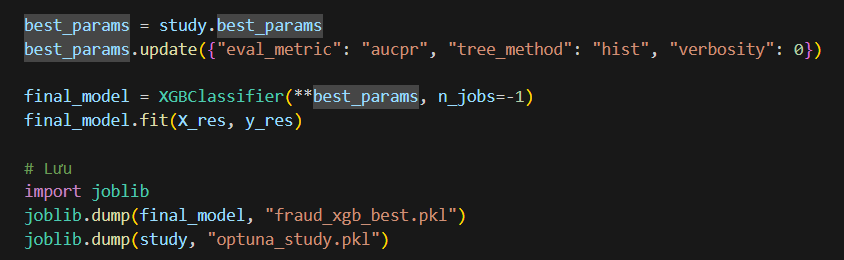 best_params = study.best_params
best_params.update({"eval_metric": "aucpr", "tree_method": "hist", "verbosity": 0})
final_model = XGBClassifier(**best_params, n_jobs=-1)
final_model.fit(X_res, y_res)
# Lưu
import joblib
joblib.dump(final_model, "fraud_xgb_best.pkl")
joblib.dump(study, "optuna_study.pkl")